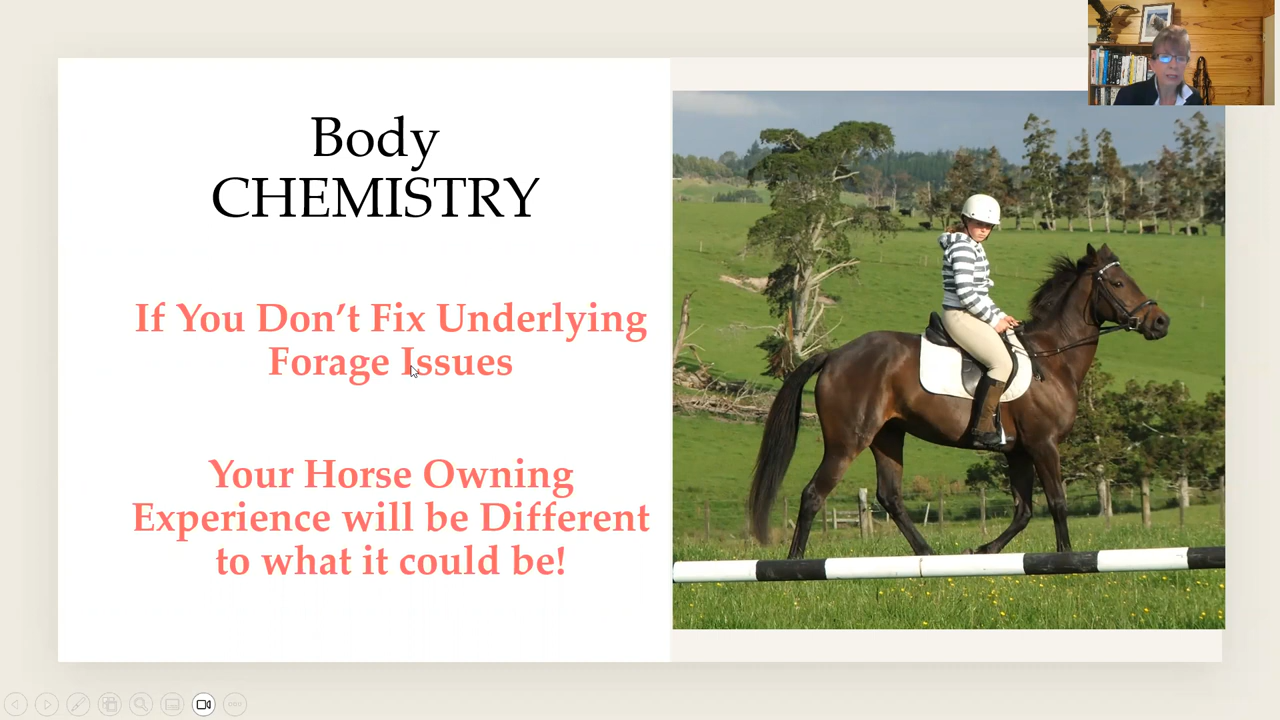 Body
CHEMISTRY
If You Don’t Fix Underlying
Forage Issues
Your Horse Owning
Experience will be Different
to what it could be!